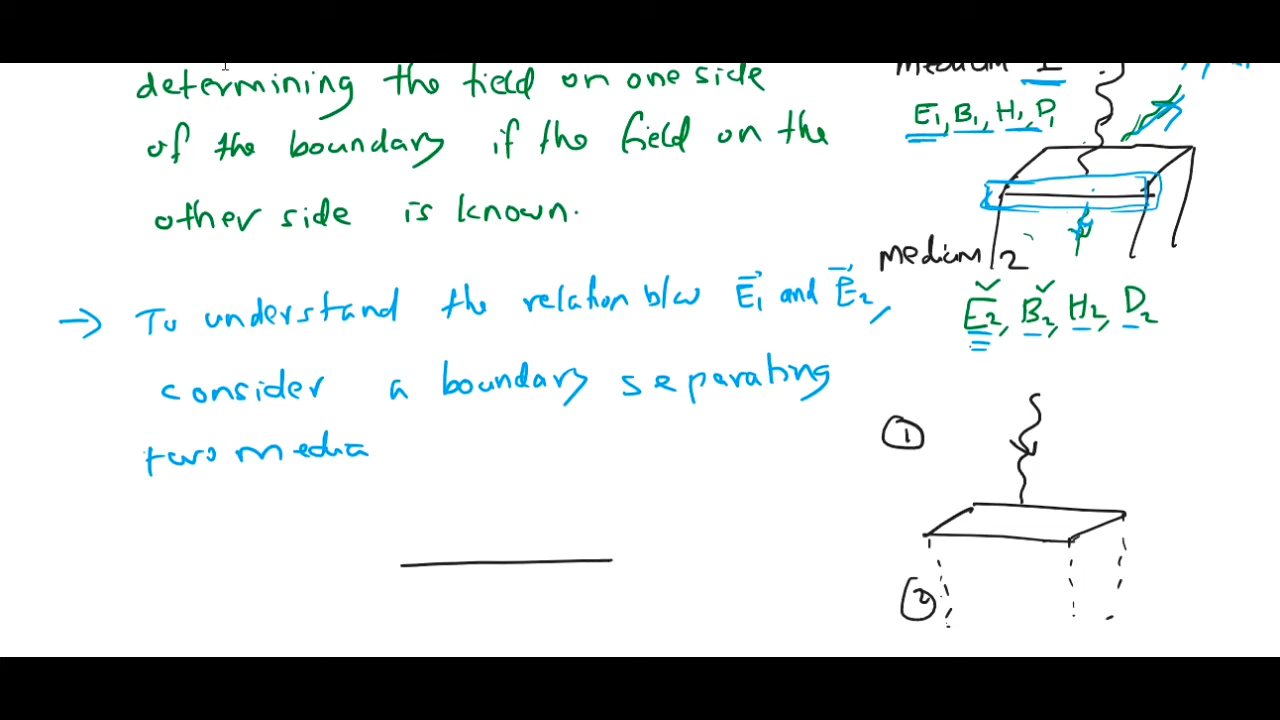 determining the field on one side
of the boundary if the field on the
other side is known.
→ To understand the relation b/w E⃗1 and E⃗2,
consider a boundary separating
two media
medium 1
E1, B1, H1, D1
medium 2
E2, B2, H2, D2
1
2